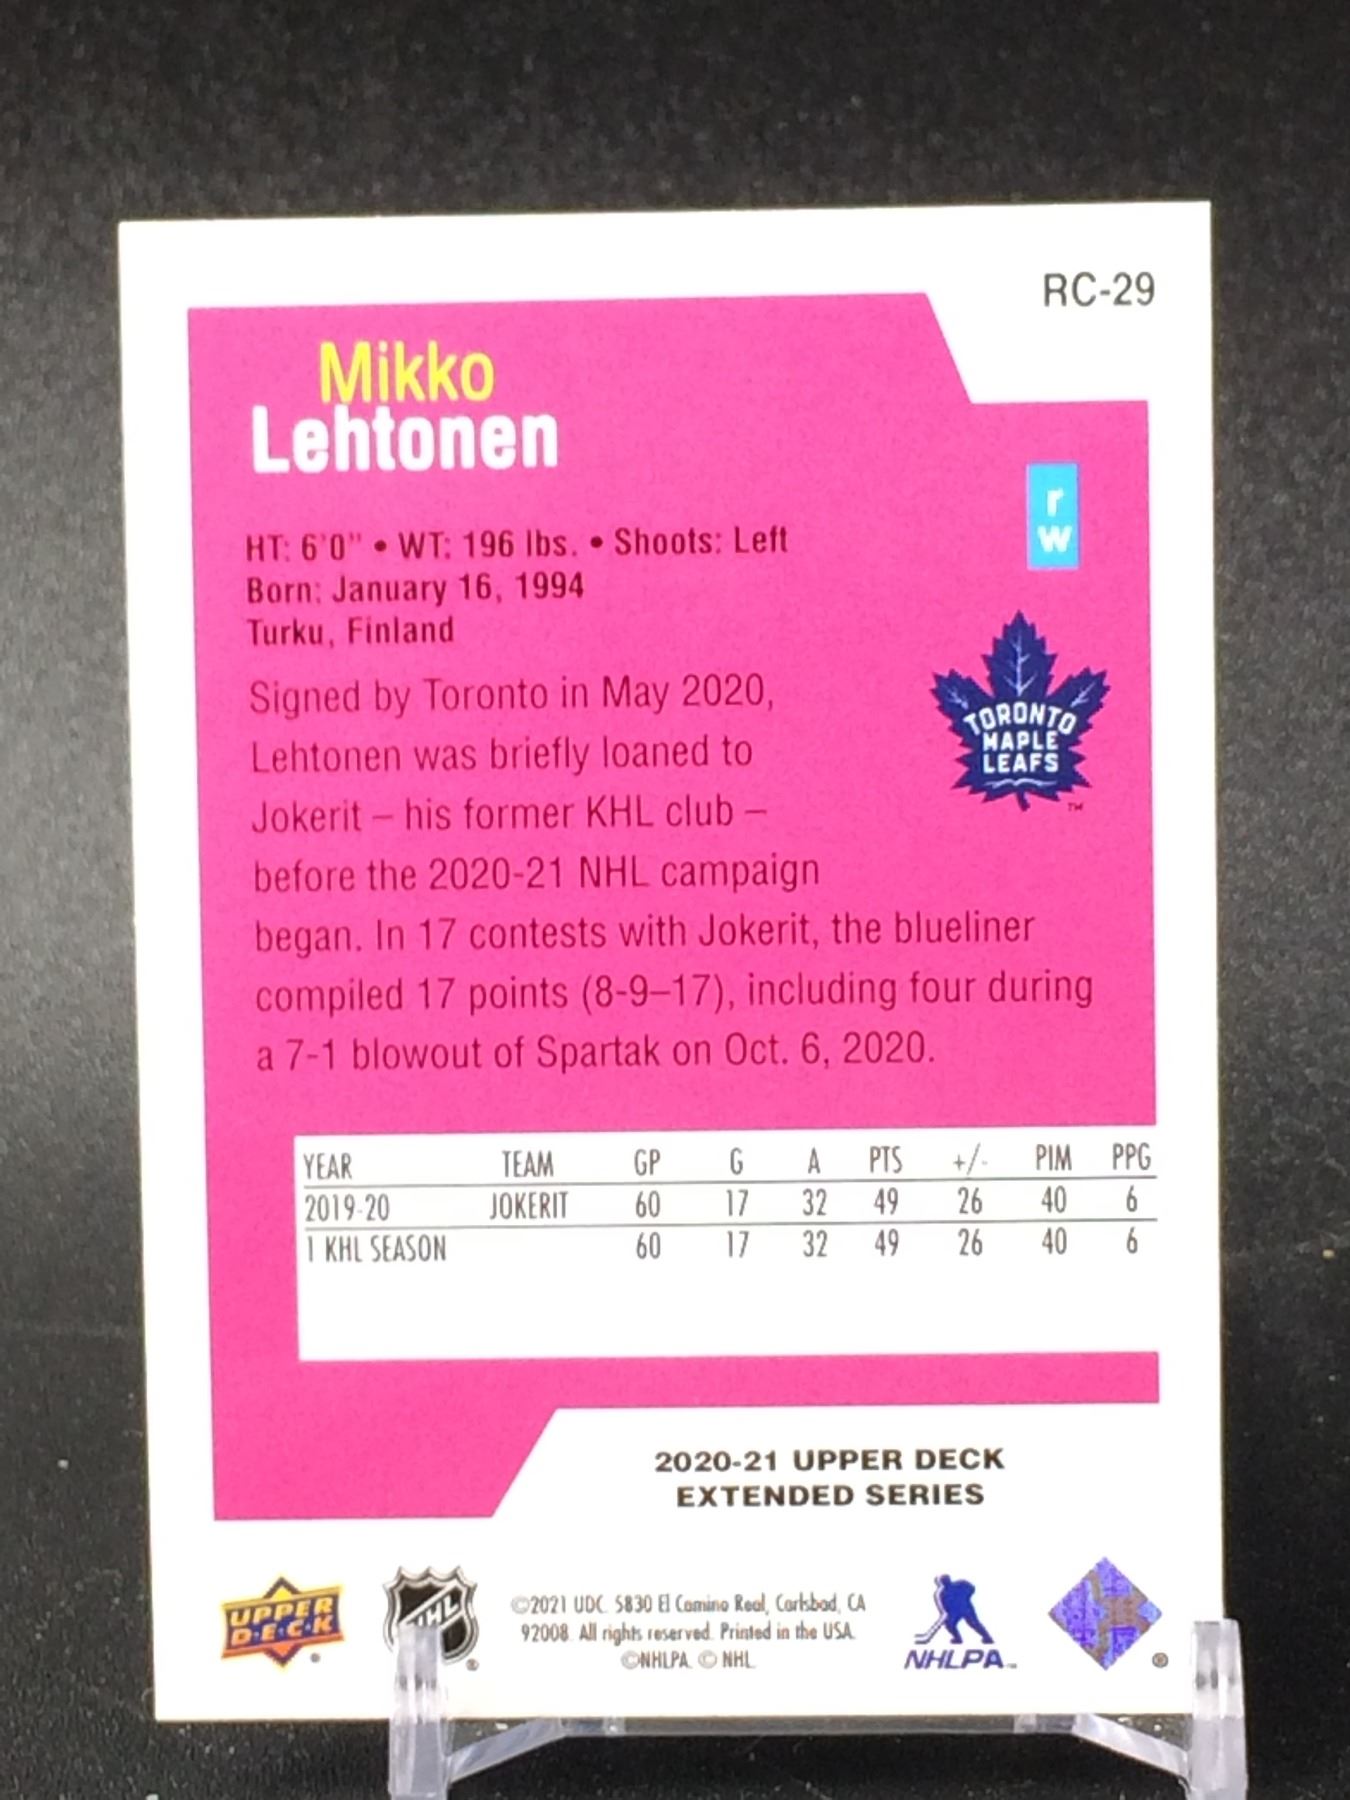 RC-29
Mikko
Lehtonen
r
w
HT: 6'0" • WT: 196 lbs. • Shoots: Left
Born: January 16, 1994
Turku, Finland
TORONTO
MAPLE
LEAFS
TM
Signed by Toronto in May 2020,
Lehtonen was briefly loaned to
Jokerit – his former KHL club –
before the 2020-21 NHL campaign
began. In 17 contests with Jokerit, the blueliner
compiled 17 points (8-9–17), including four during
a 7-1 blowout of Spartak on Oct. 6, 2020.
YEAR TEAM GP G A PTS +/- PIM PPG
2019-20 JOKERIT 60 17 32 49 26 40 6
1 KHL SEASON 60 17 32 49 26 40 6
2020-21 UPPER DECK
EXTENDED SERIES
UPPER
D·E·C·K
®
NHL
®
©2021 UDC. 5830 El Camino Real, Carlsbad, CA
92008. All rights reserved. Printed in the USA.
©NHLPA. © NHL.
NHLPA™
®